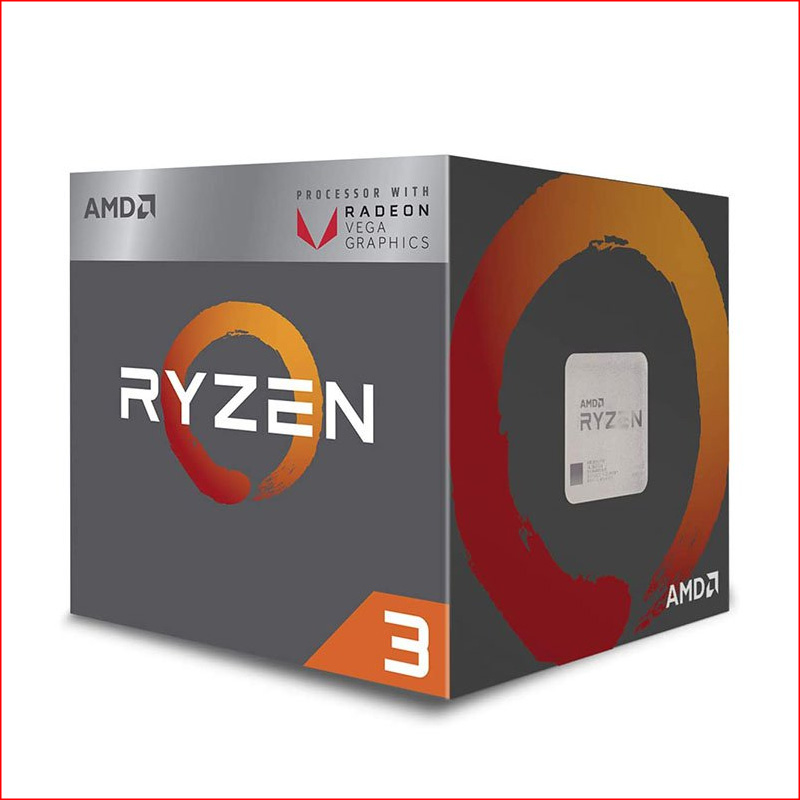 AMD
PROCESSOR WITH
RADEON
VEGA
GRAPHICS
RYZEN
3
AMD
RYZEN
AMD